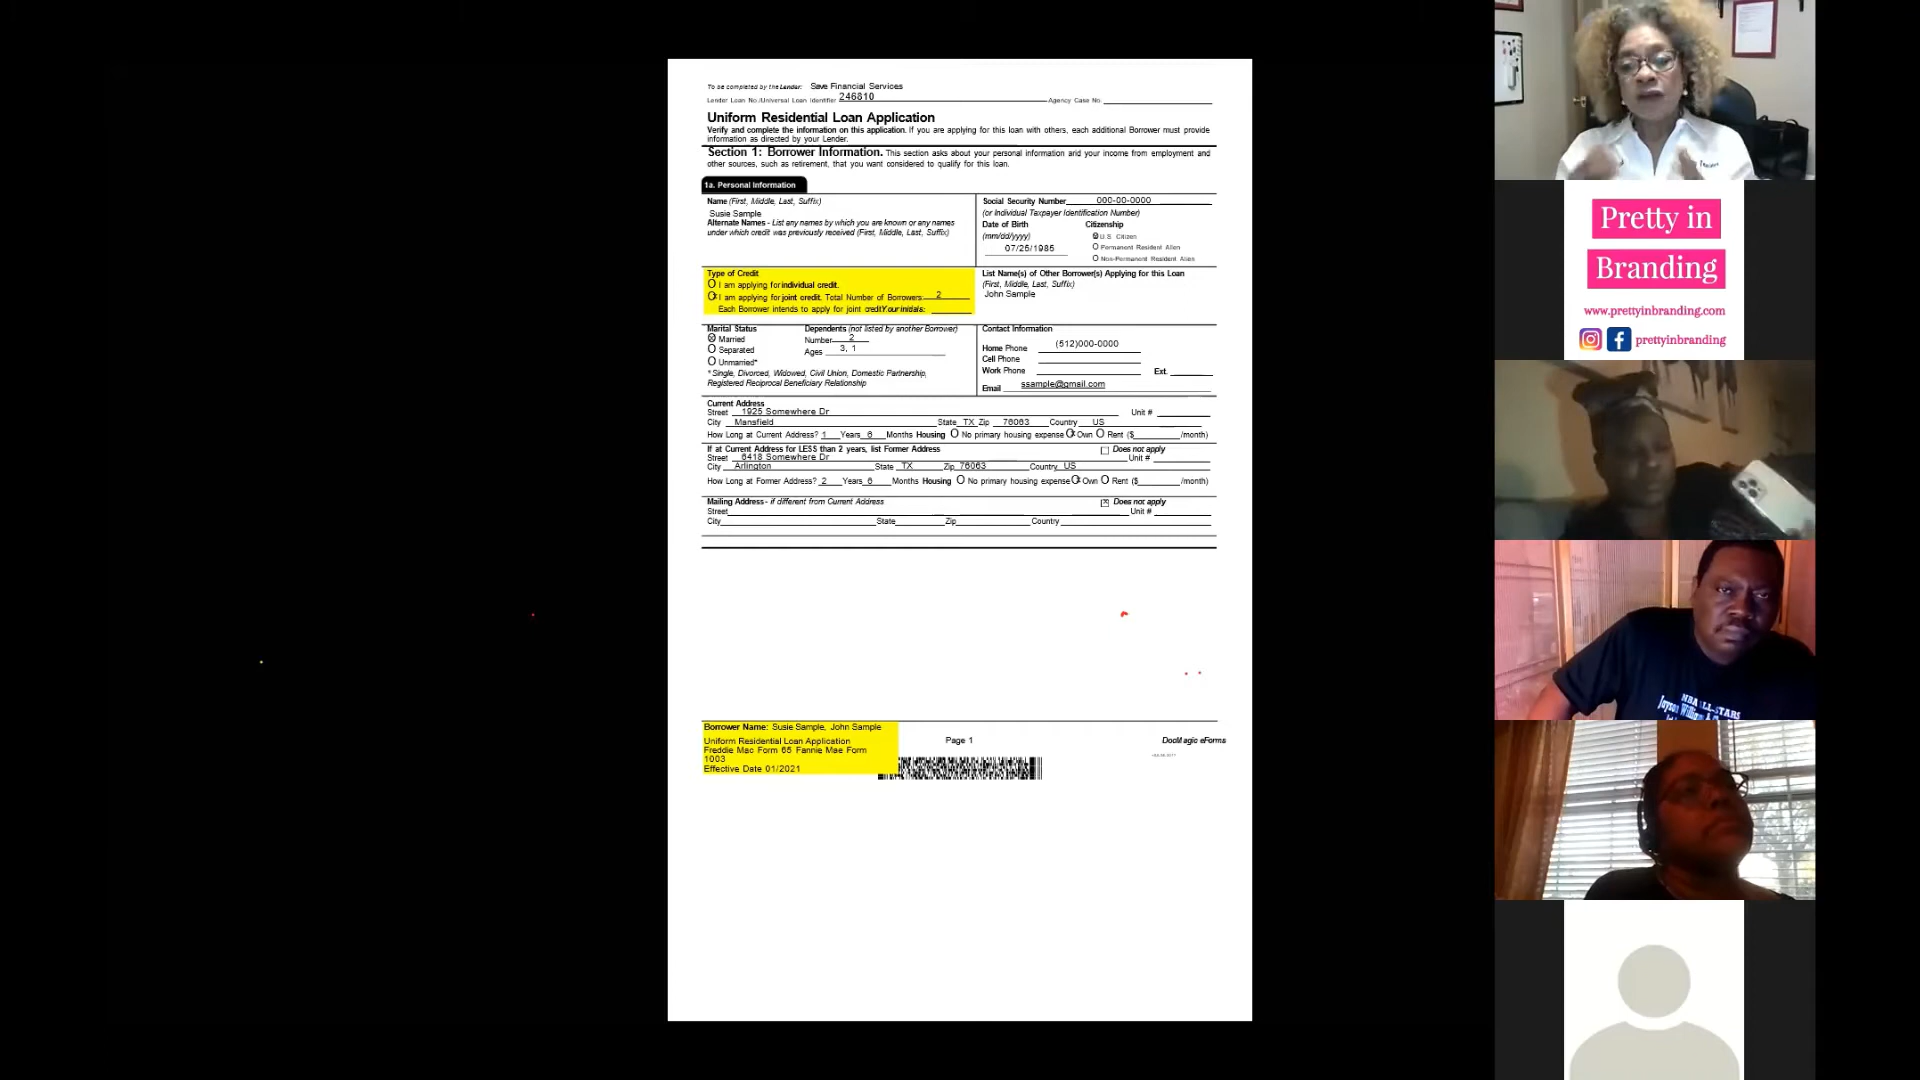 To be completed by the Lender: Save Financial Services
Lender Loan No./Universal Loan Identifier 246810 Agency Case No.
Uniform Residential Loan Application
Verify and complete the information on this application. If you are applying for this loan with others, each additional Borrower must provide
information as directed by your Lender.
Section 1: Borrower Information. This section asks about your personal information and your income from employment and
other sources, such as retirement, that you want considered to qualify for this loan.
1a. Personal Information
Name (First, Middle, Last, Suffix)
Susie Sample
Alternate Names - List any names by which you are known or any names
under which credit was previously received (First, Middle, Last, Suffix)
Social Security Number 000-00-0000
(or Individual Taxpayer Identification Number)
Date of Birth Citizenship
(mm/dd/yyyy) U.S. Citizen
07/25/1985 Permanent Resident Alien
Non-Permanent Resident Alien
Type of Credit
I am applying for individual credit.
I am applying for joint credit. Total Number of Borrowers: 2
Each Borrower intends to apply for joint credit. Your initials:
List Name(s) of Other Borrower(s) Applying for this Loan
(First, Middle, Last, Suffix)
John Sample
Marital Status Dependents (not listed by another Borrower)
Married Number 2
Separated Ages 3, 1
Unmarried*
*Single, Divorced, Widowed, Civil Union, Domestic Partnership,
Registered Reciprocal Beneficiary Relationship
Contact Information
Home Phone (512)000-0000
Cell Phone
Work Phone Ext.
Email ssample@gmail.com
Current Address
Street 1925 Somewhere Dr Unit #
City Mansfield State TX Zip 76063 Country US
How Long at Current Address? 1 Years 6 Months Housing No primary housing expense Own Rent ($ /month)
If at Current Address for LESS than 2 years, list Former Address Does not apply
Street 6418 Somewhere Dr Unit #
City Arlington State TX Zip 76063 Country US
How Long at Former Address? 2 Years 6 Months Housing No primary housing expense Own Rent ($ /month)
Mailing Address - if different from Current Address Does not apply
Street Unit #
City State Zip Country
Borrower Name: Susie Sample, John Sample
Uniform Residential Loan Application
Freddie Mac Form 65 Fannie Mae Form
1003
Effective Date 01/2021
Page 1
DocMagic eForms
Pretty in
Branding
www.prettyinbranding.com
prettyinbranding
NBA ALL-STARS